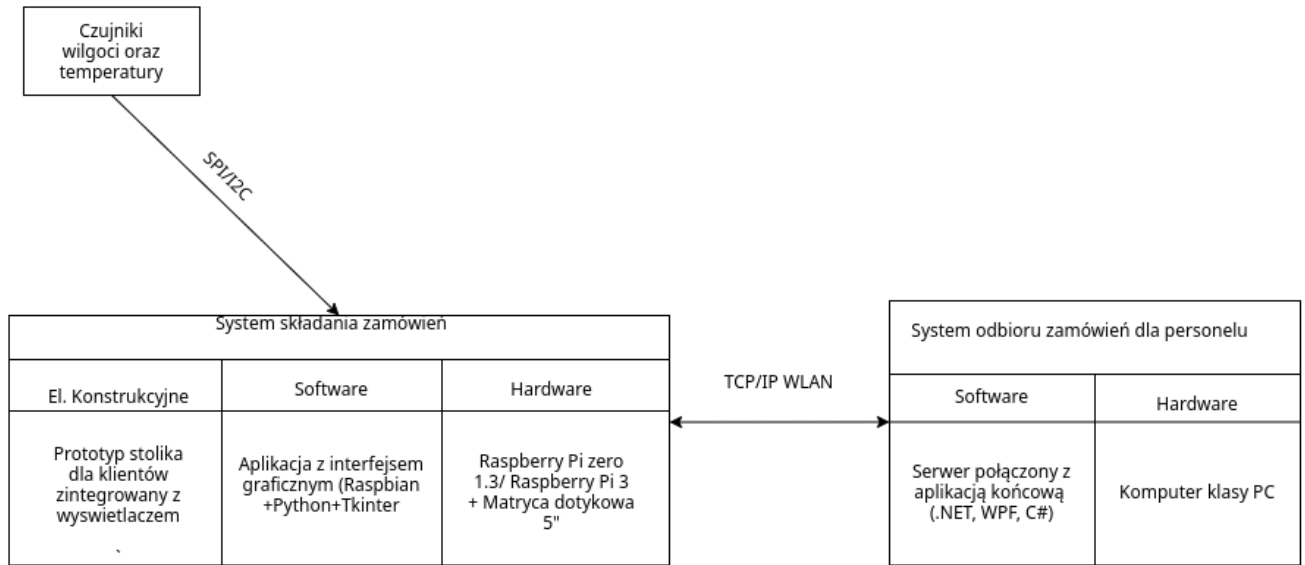 Czujniki
wilgoci oraz
temperatury
SPI/I2C
System składania zamówień
El. Konstrukcyjne
Software
Hardware
Prototyp stolika
dla klientów
zintegrowany z
wyswietlaczem
`
Aplikacja z interfejsem
graficznym (Raspbian
+Python+Tkinter
Raspberry Pi zero
1.3/ Raspberry Pi 3
+ Matryca dotykowa
5"
TCP/IP WLAN
System odbioru zamówień dla personelu
Software
Hardware
Serwer połączony z
aplikacją końcową
(.NET, WPF, C#)
Komputer klasy PC